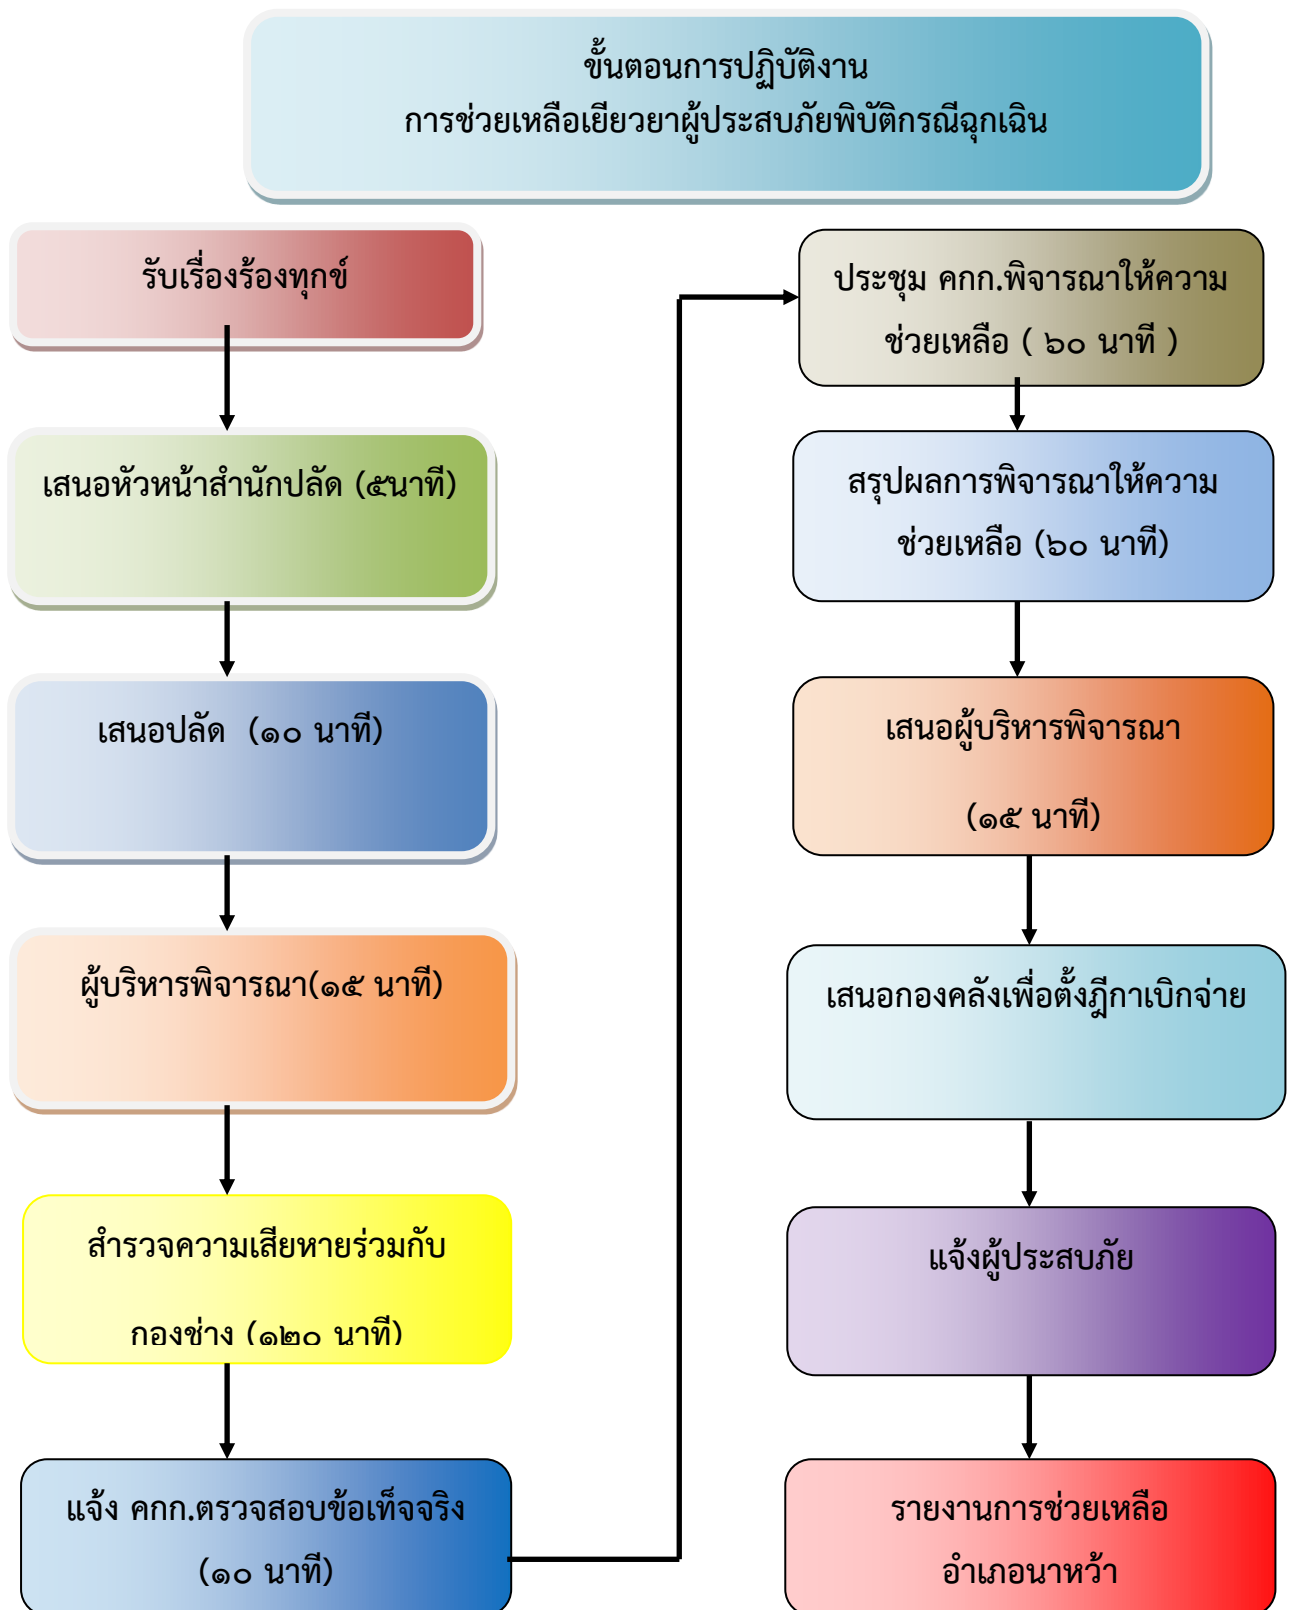 ขั้นตอนการปฏิบัติงาน
การช่วยเหลือเยียวยาผู้ประสบภัยพิบัติกรณีฉุกเฉิน
รับเรื่องร้องทุกข์
เสนอหัวหน้าสำนักปลัด (๕นาที)
เสนอปลัด (๑๐ นาที)
ผู้บริหารพิจารณา(๑๕ นาที)
สำรวจความเสียหายร่วมกับ
กองช่าง (๑๒๐ นาที)
แจ้ง คกก.ตรวจสอบข้อเท็จจริง
(๑๐ นาที)
ประชุม คกก.พิจารณาให้ความ
ช่วยเหลือ ( ๖๐ นาที )
สรุปผลการพิจารณาให้ความ
ช่วยเหลือ (๖๐ นาที)
เสนอผู้บริหารพิจารณา
(๑๕ นาที)
เสนอกองคลังเพื่อตั้งฎีกาเบิกจ่าย
แจ้งผู้ประสบภัย
รายงานการช่วยเหลือ
อำเภอนาหว้า